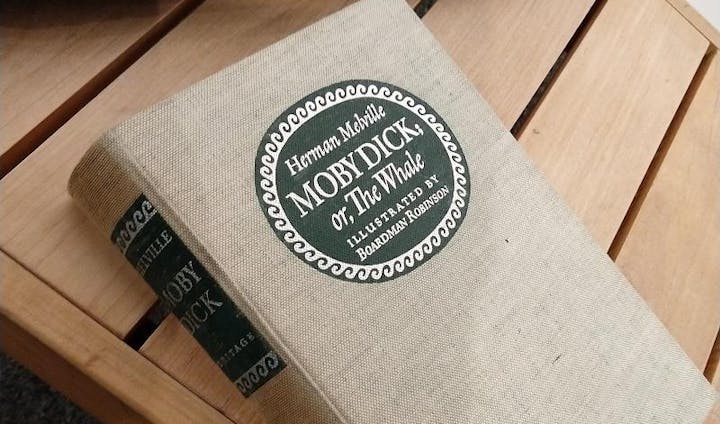 Herman Melville
MOBY DICK;
or, The Whale
ILLUSTRATED BY
BOARDMAN ROBINSON
MELVILLE
MOBY
DICK